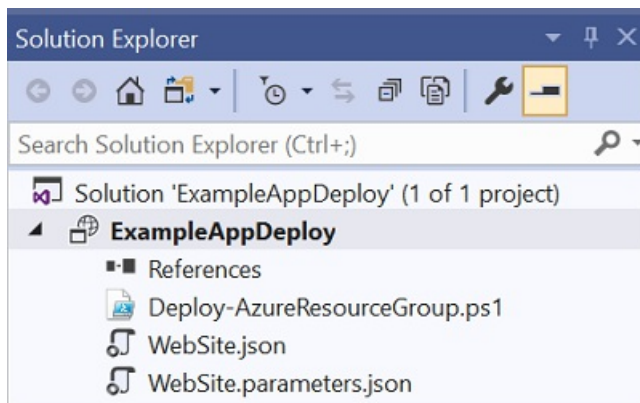 Solution Explorer
Search Solution Explorer (Ctrl+;)
Solution 'ExampleAppDeploy' (1 of 1 project)
ExampleAppDeploy
References
Deploy-AzureResourceGroup.ps1
WebSite.json
WebSite.parameters.json